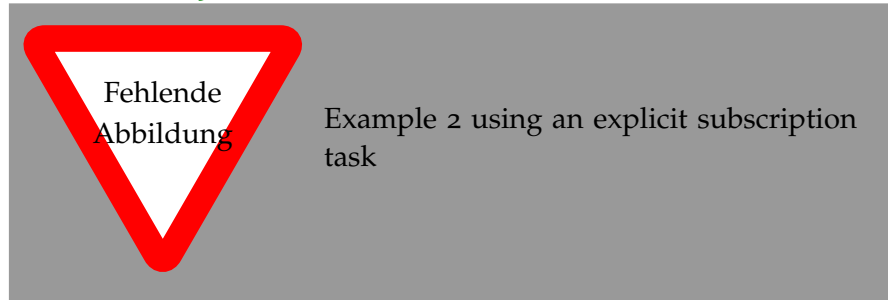 Fehlende
Abbildung
Example 2 using an explicit subscription
task